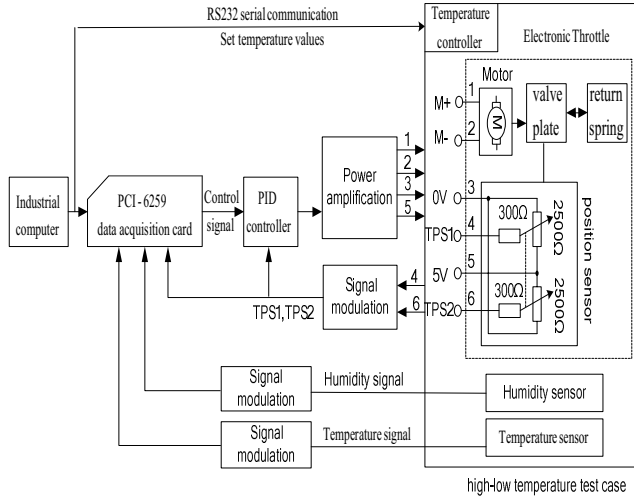 RS232 serial communication
Set temperature values
Temperature
controller
Electronic Throttle
Motor
M
M+
1
M-
2
valve
plate
return
spring
Industrial
computer
PCI-6259
data acquisition card
Control
signal
PID
controller
Power
amplification
1
2
3
5
0V
3
TPS1
4
5V
5
TPS2
6
300Ω
2500Ω
300Ω
2500Ω
position sensor
Signal
modulation
4
6
TPS1,TPS2
Signal
modulation
Humidity signal
Humidity sensor
Signal
modulation
Temperature signal
Temperature sensor
high-low temperature test case